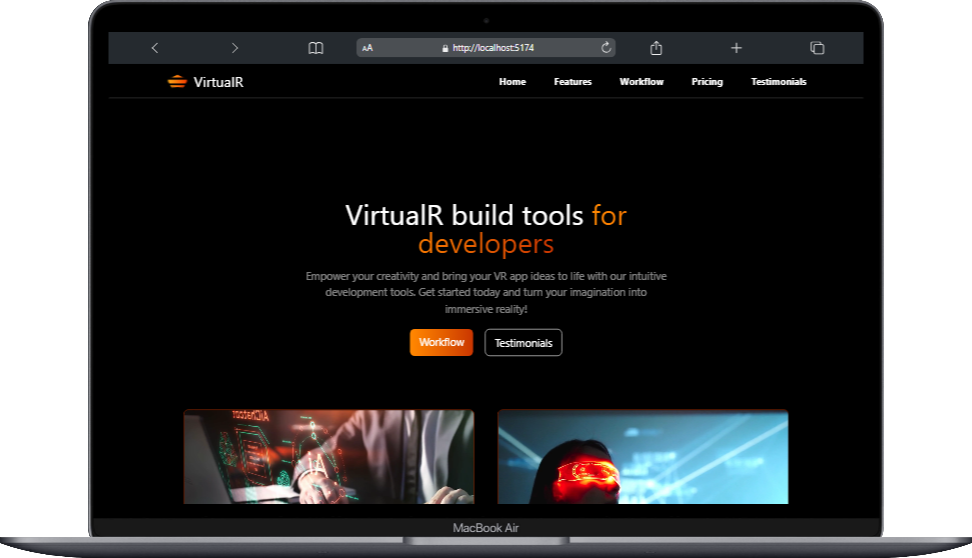 AA http://localhost:5174
VirtualR Home Features Workflow Pricing Testimonials
VirtualR build tools for
developers
Empower your creativity and bring your VR app ideas to life with our intuitive
development tools. Get started today and turn your imagination into
immersive reality!
Workflow Testimonials
MacBook Air